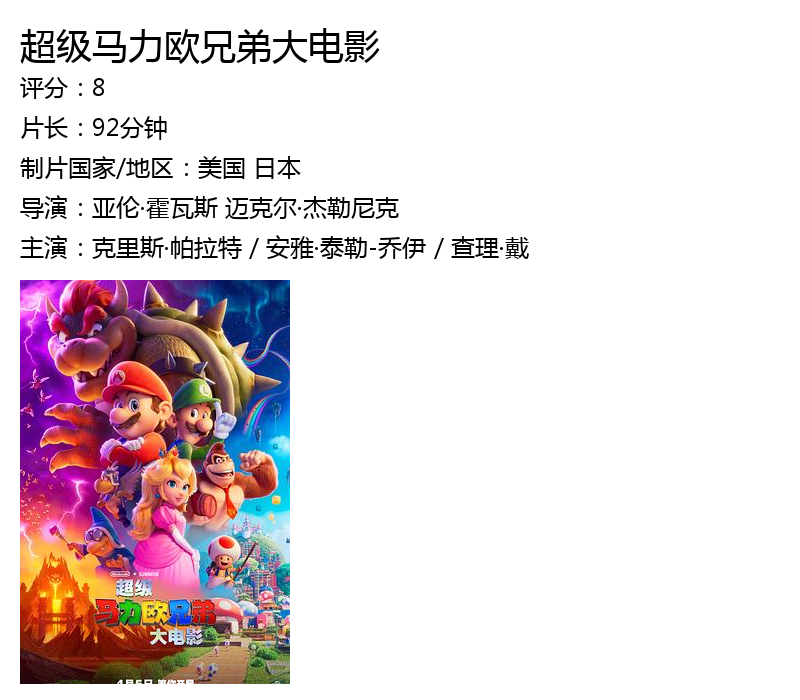 超级马力欧兄弟大电影
评分：8
片长：92分钟
制片国家/地区：美国 日本
导演：亚伦·霍瓦斯 迈克尔·杰勒尼克
主演：克里斯·帕拉特 / 安雅·泰勒-乔伊 / 查理·戴
超级
马力欧兄弟
大电影